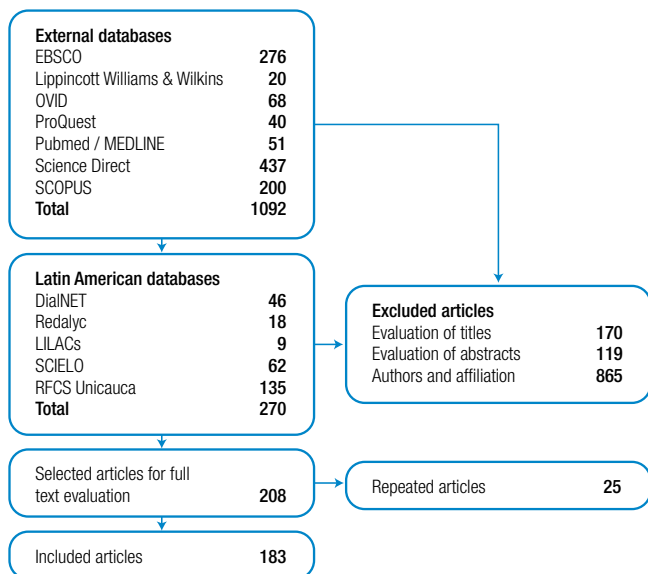 External databases
EBSCO 276
Lippincott Williams & Wilkins 20
OVID 68
ProQuest 40
Pubmed / MEDLINE 51
Science Direct 437
SCOPUS 200
Total 1092
Latin American databases
DialNET 46
Redalyc 18
LILACs 9
SCIELO 62
RFCS Unicauca 135
Total 270
Excluded articles
Evaluation of titles 170
Evaluation of abstracts 119
Authors and affiliation 865
Selected articles for full
text evaluation 208
Repeated articles 25
Included articles 183